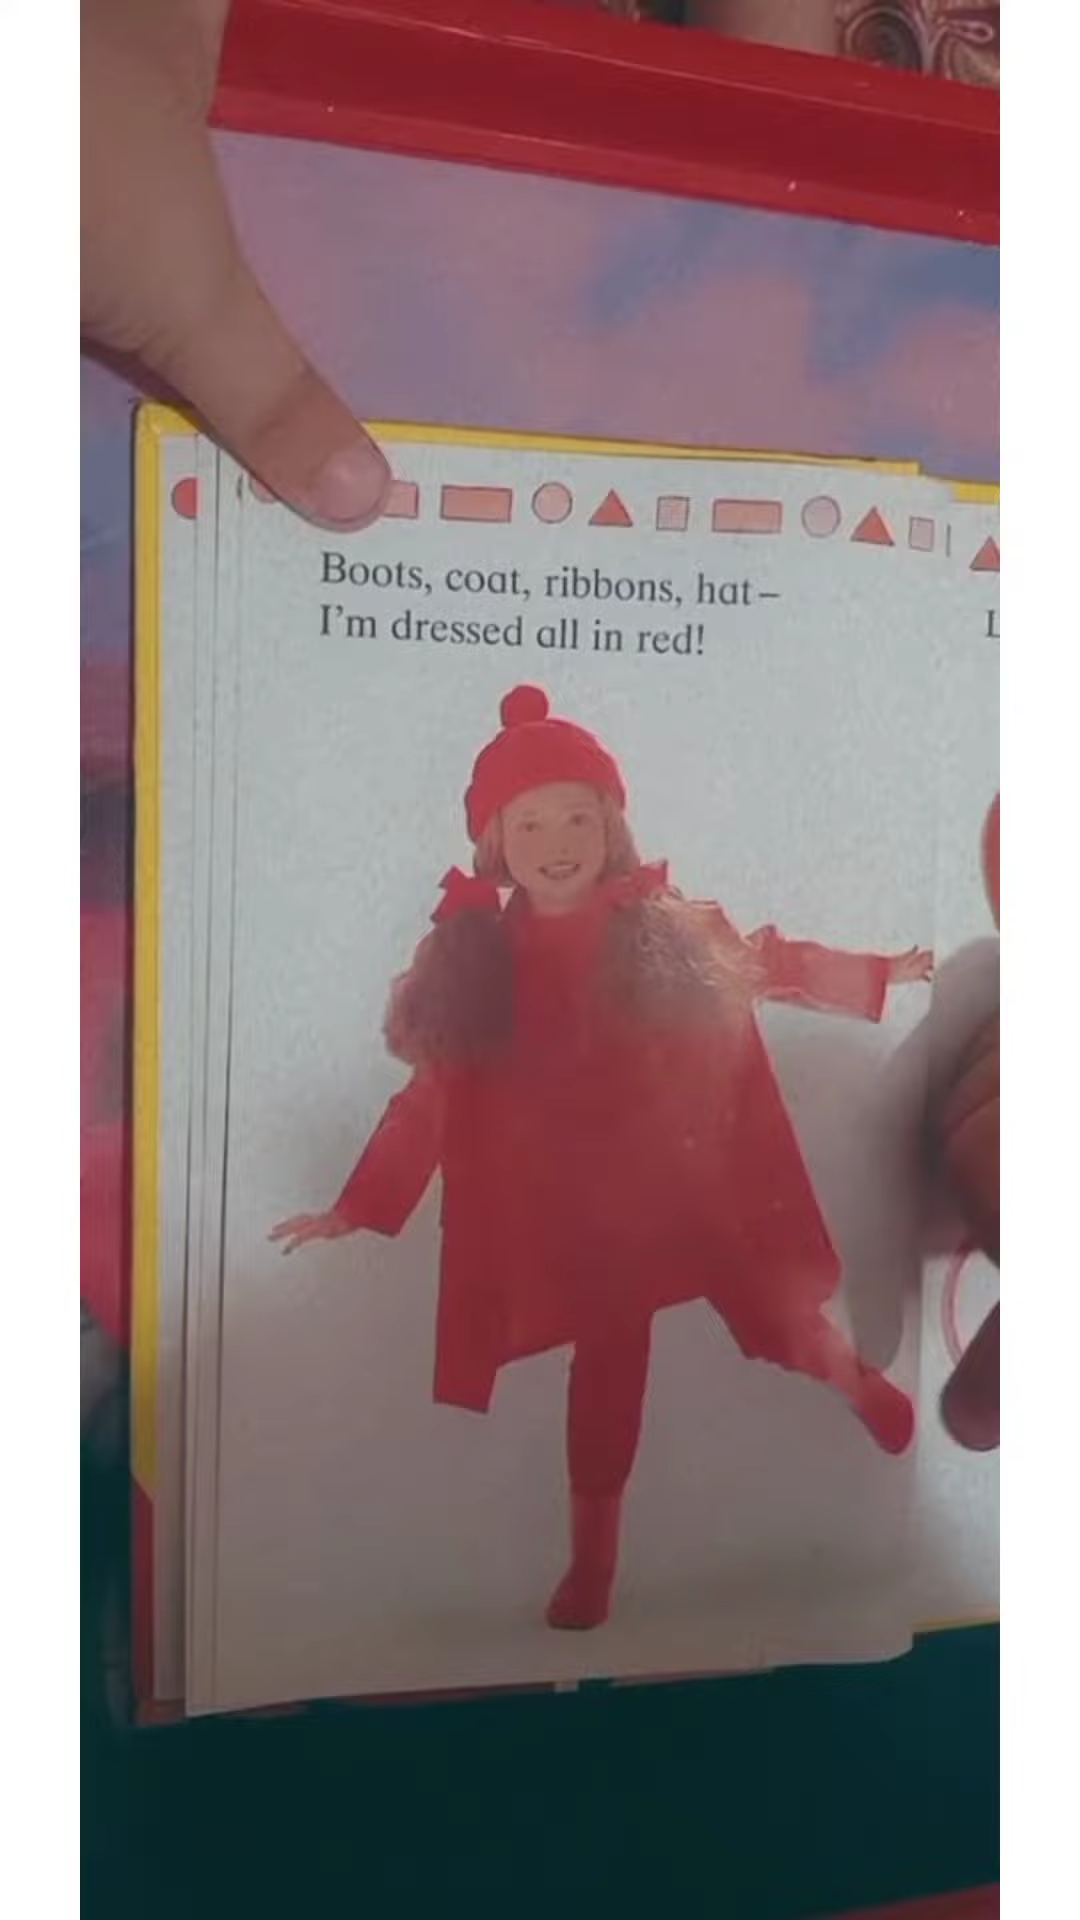 Boots, coat, ribbons, hat–
I'm dressed all in red!
L